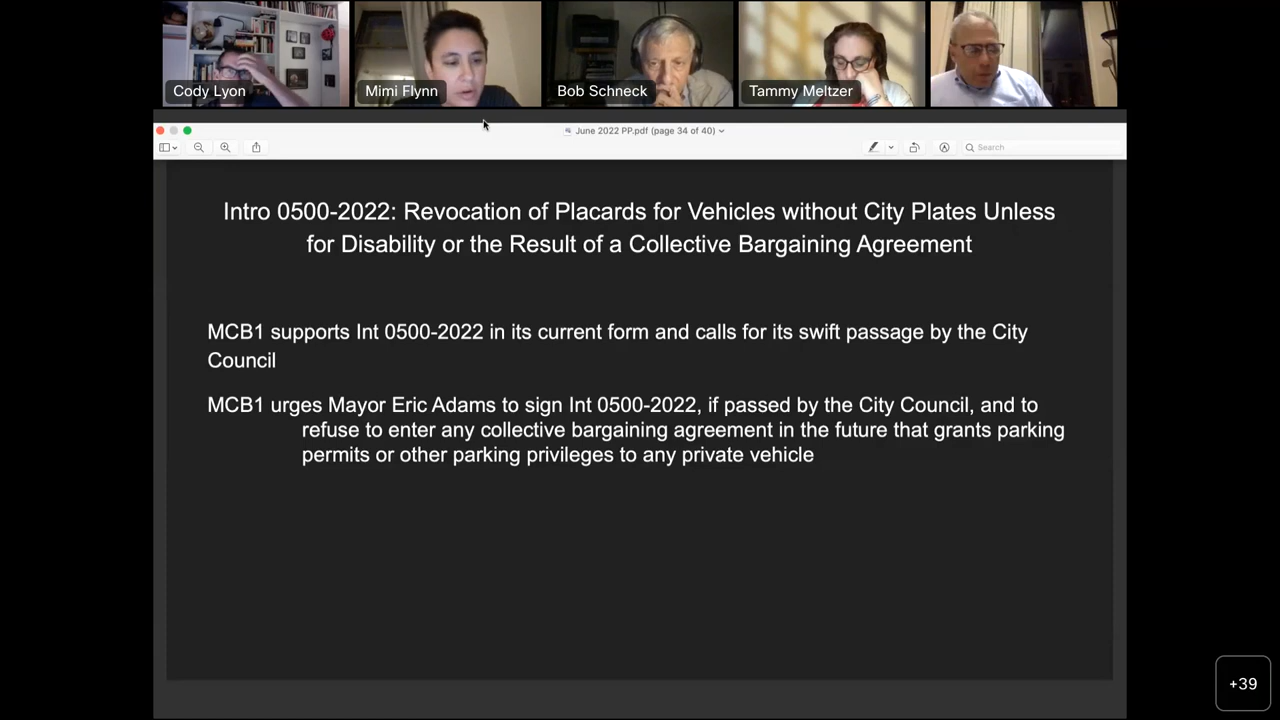 Cody Lyon
Mimi Flynn
Bob Schneck
Tammy Meltzer
June 2022 PP.pdf (page 34 of 40)
Search
Intro 0500-2022: Revocation of Placards for Vehicles without City Plates Unless
for Disability or the Result of a Collective Bargaining Agreement
MCB1 supports Int 0500-2022 in its current form and calls for its swift passage by the City
Council
MCB1 urges Mayor Eric Adams to sign Int 0500-2022, if passed by the City Council, and to
refuse to enter any collective bargaining agreement in the future that grants parking
permits or other parking privileges to any private vehicle
+39